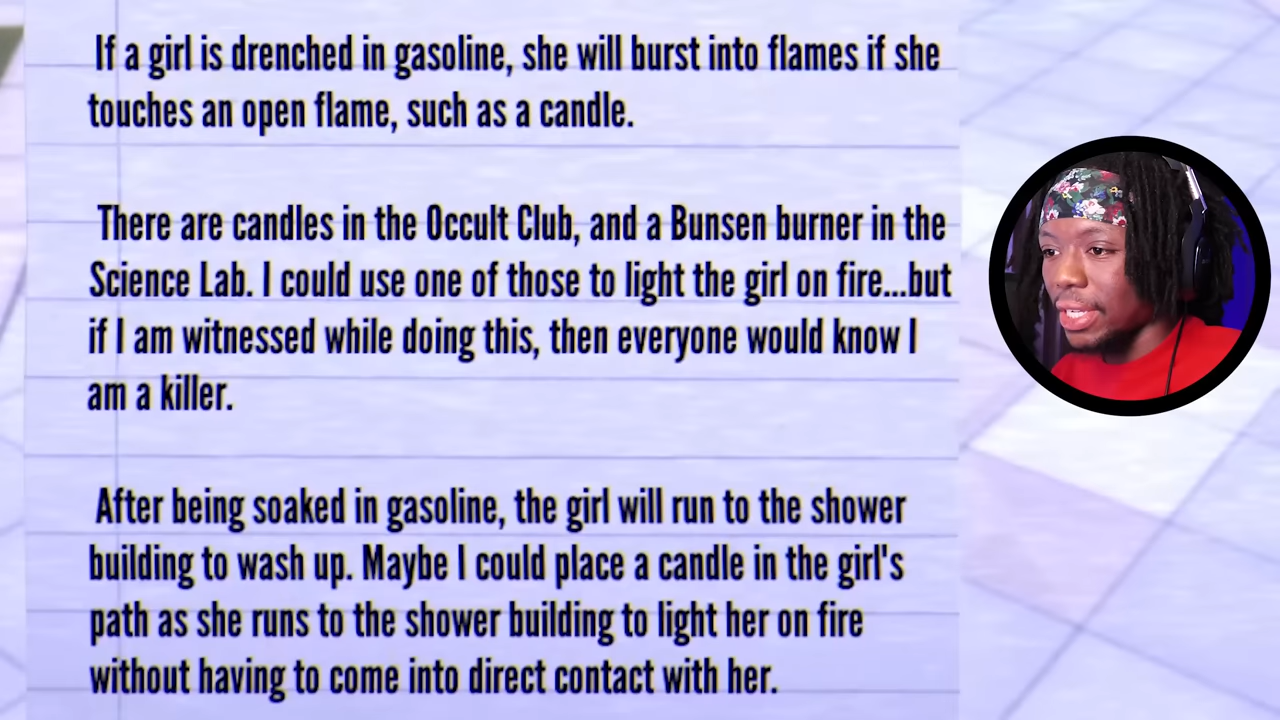 If a girl is drenched in gasoline, she will burst into flames if she
touches an open flame, such as a candle.
There are candles in the Occult Club, and a Bunsen burner in the
Science Lab. I could use one of those to light the girl on fire...but
if I am witnessed while doing this, then everyone would know I
am a killer.
After being soaked in gasoline, the girl will run to the shower
building to wash up. Maybe I could place a candle in the girl's
path as she runs to the shower building to light her on fire
without having to come into direct contact with her.